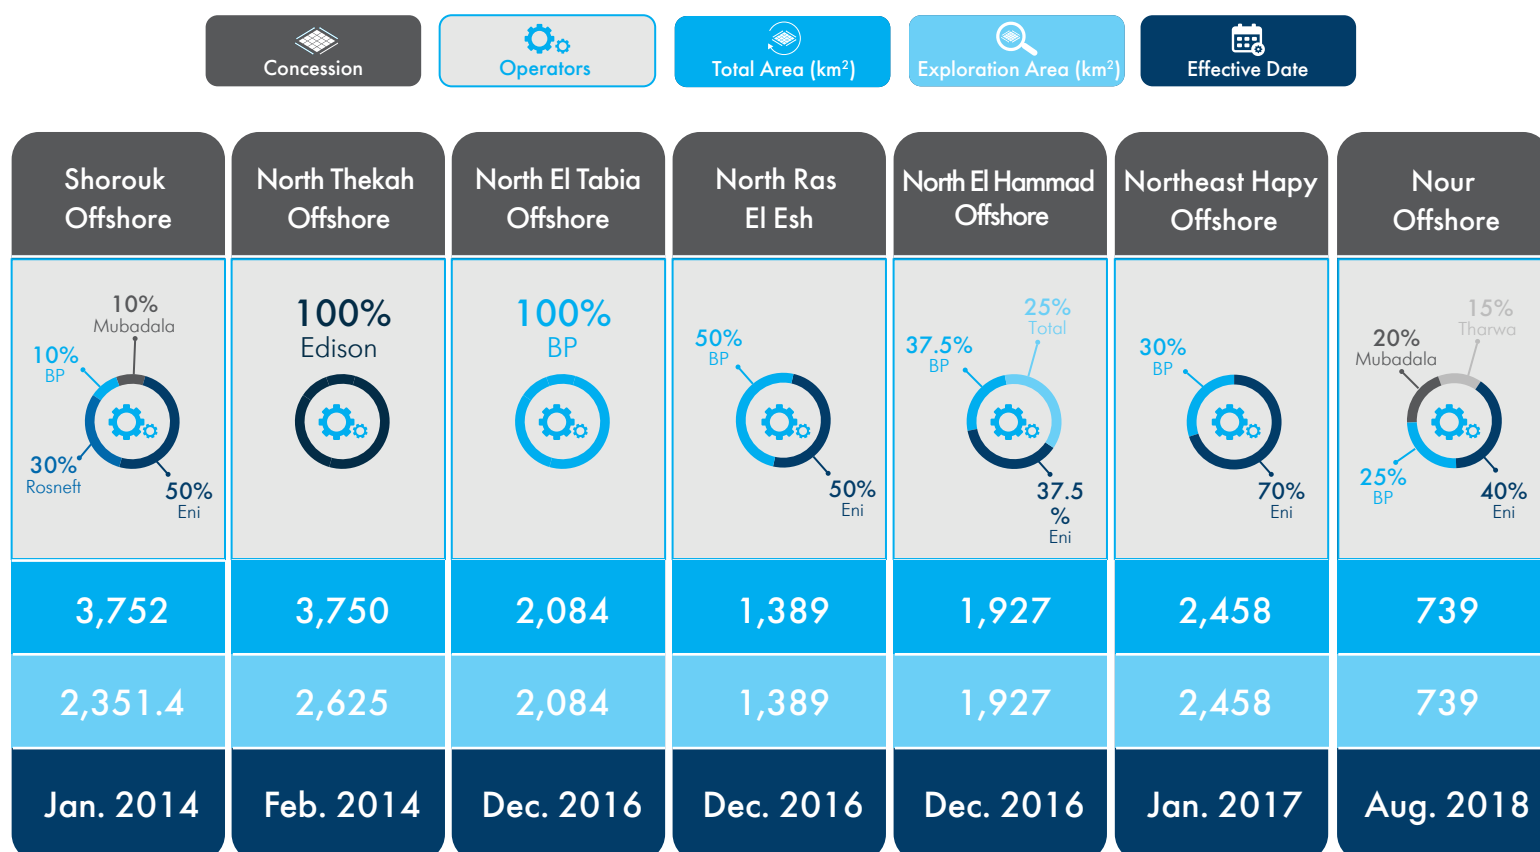 Concession
Operators
Total Area (km²)
Exploration Area (km²)
Effective Date
Shorouk
Offshore
North Thekah
Offshore
North El Tabia
Offshore
North Ras
El Esh
North El Hammad
Offshore
Northeast Hapy
Offshore
Nour
Offshore
10%
Mubadala
10%
BP
30%
Rosneft
50%
Eni
100%
Edison
100%
BP
50%
BP
50%
Eni
25%
Total
37.5%
BP
37.5
%
Eni
30%
BP
70%
Eni
15%
Tharwa
20%
Mubadala
25%
BP
40%
Eni
3,752
3,750
2,084
1,389
1,927
2,458
739
2,351.4
2,625
2,084
1,389
1,927
2,458
739
Jan. 2014
Feb. 2014
Dec. 2016
Dec. 2016
Dec. 2016
Jan. 2017
Aug. 2018